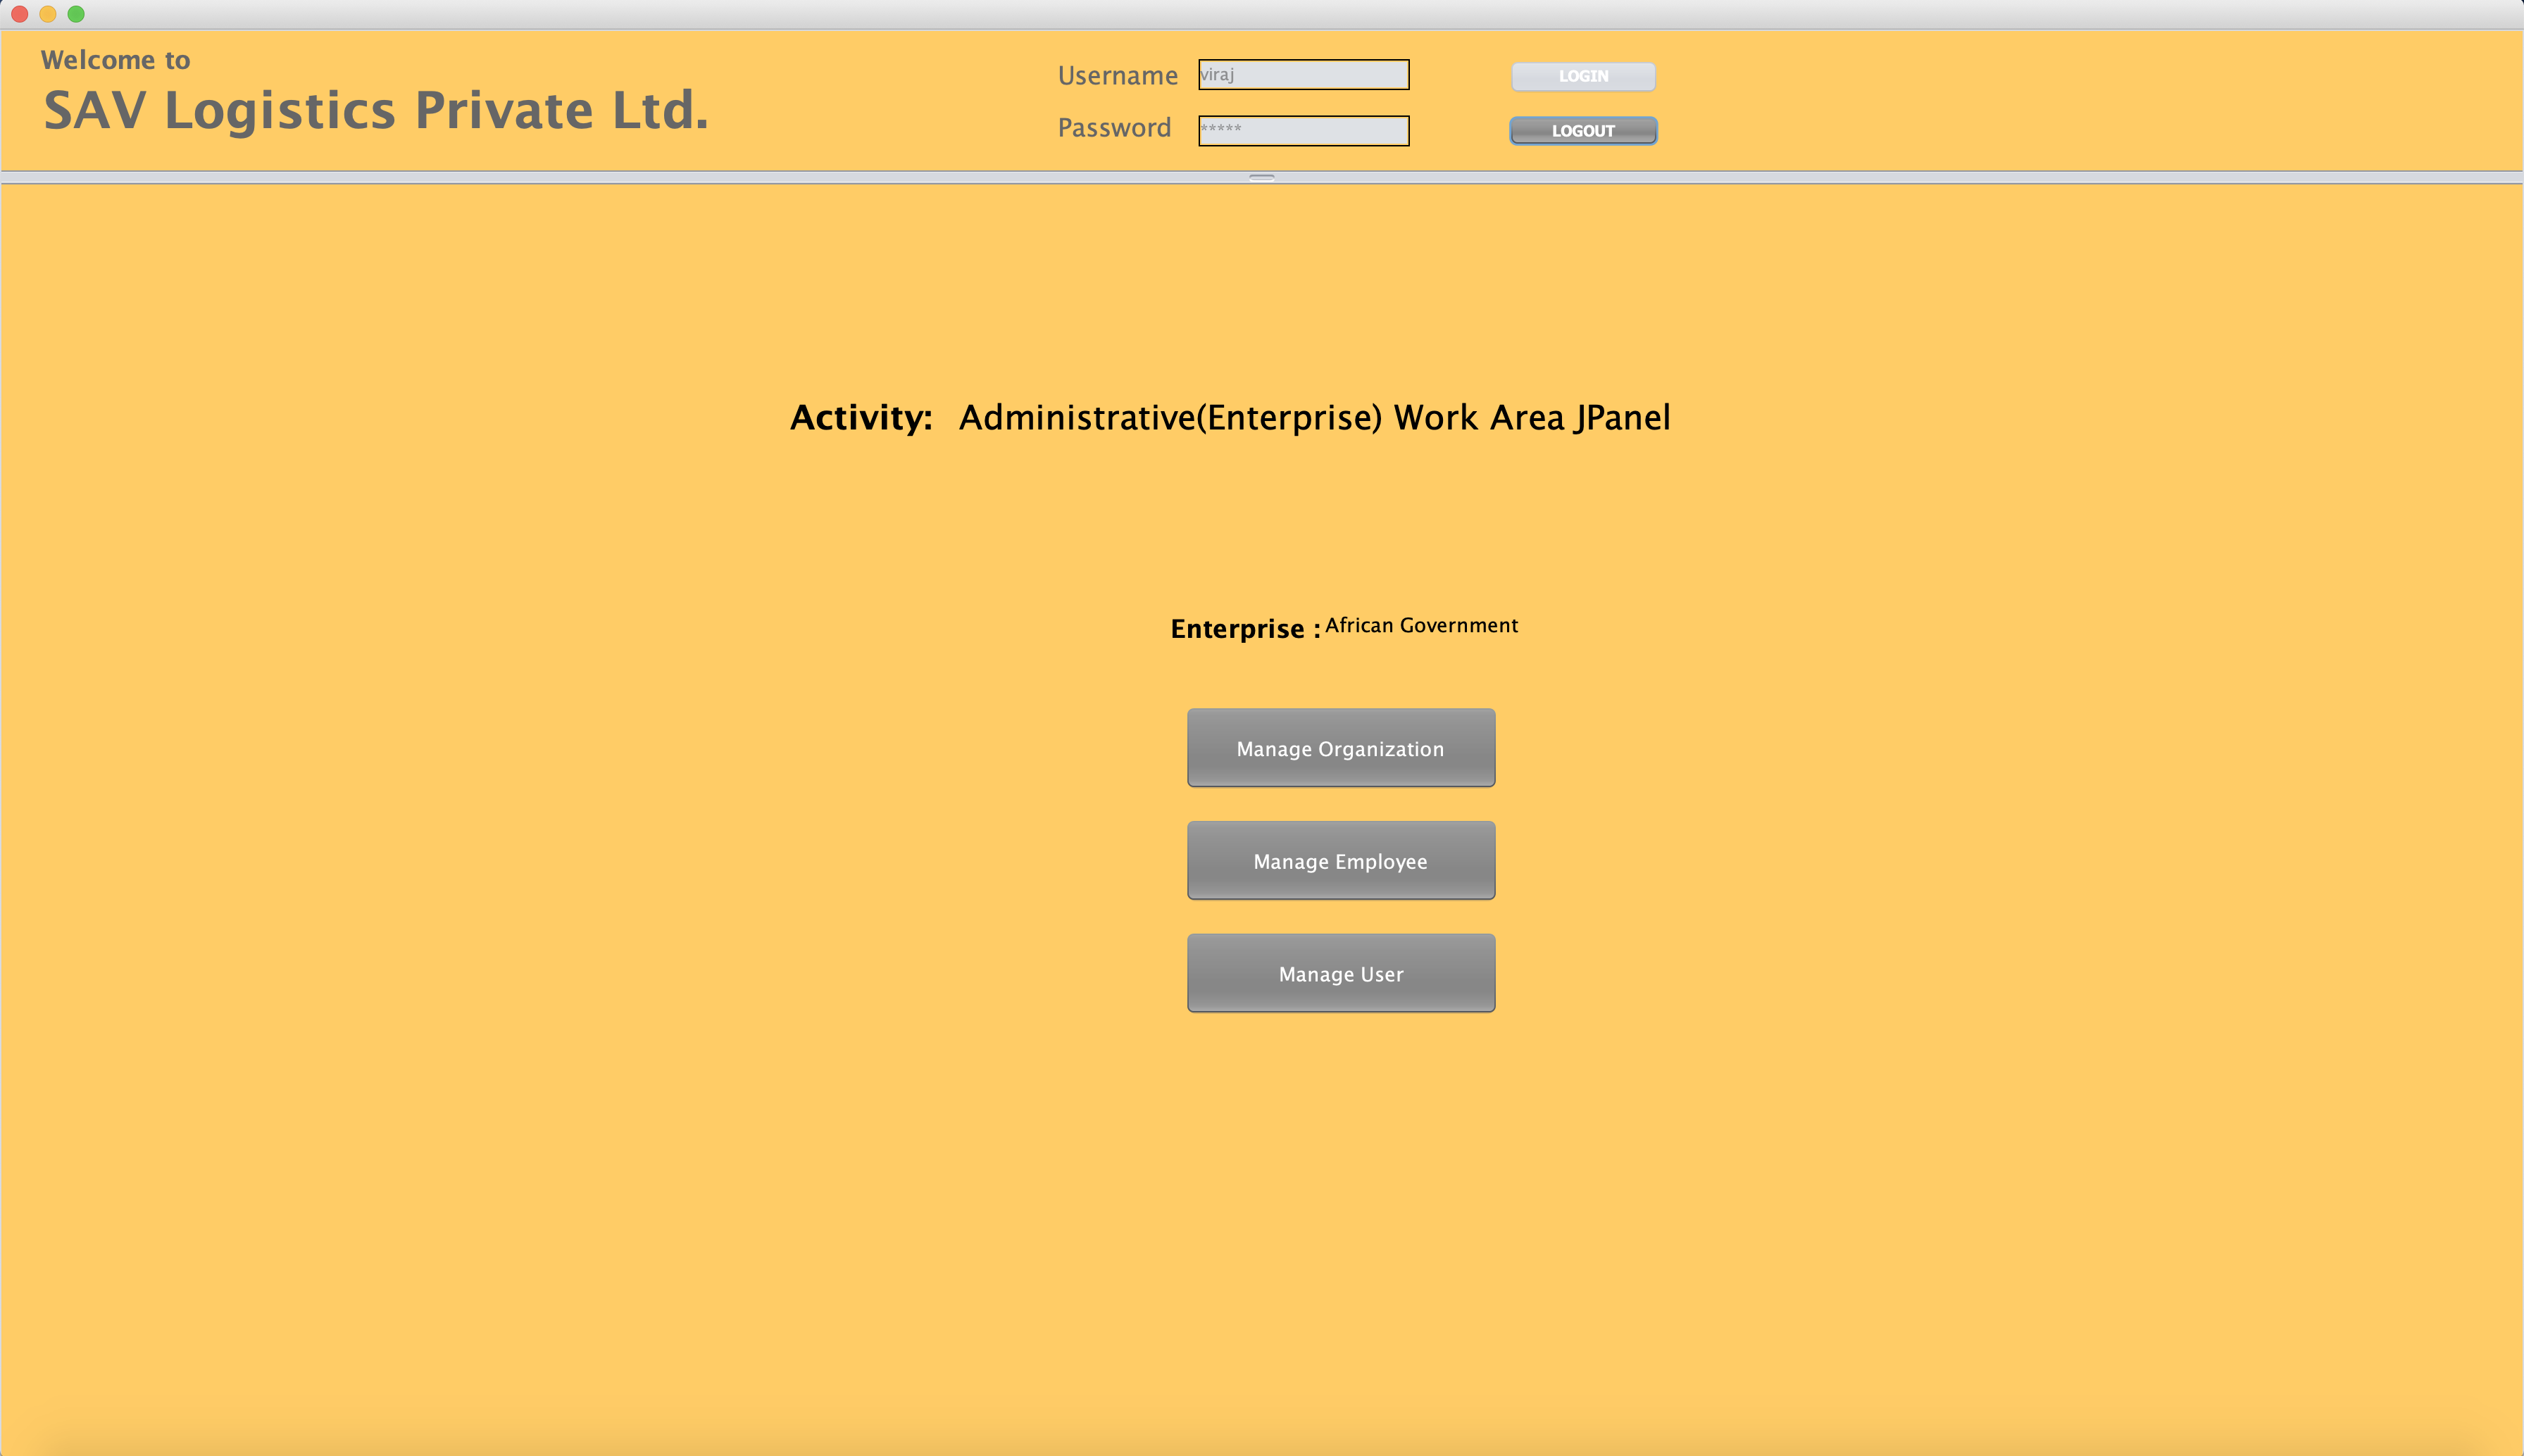 Welcome to
SAV Logistics Private Ltd.
Username viraj LOGIN
Password ***** LOGOUT
Activity: Administrative(Enterprise) Work Area JPanel
Enterprise : African Government
Manage Organization
Manage Employee
Manage User